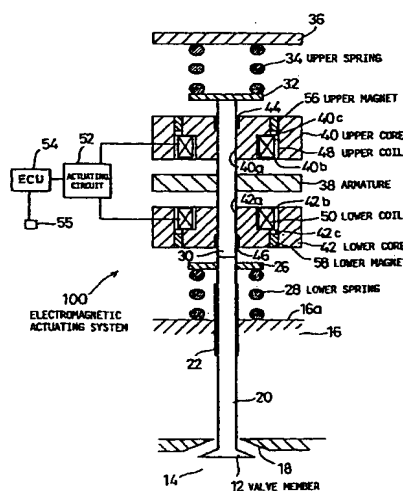 36
34 UPPER SPRING
32
44
56 UPPER MAGNET
40c
40 UPPER CORE
48 UPPER COIL
40b
40a
54
52
ECU
ACTUATING CIRCUIT
55
38 ARMATURE
42a
42b
50 LOWER COIL
42c
42 LOWER CORE
58 LOWER MAGNET
30
46
26
100
ELECTROMAGNETIC
ACTUATING SYSTEM
28 LOWER SPRING
16a
16
22
20
18
14
12 VALVE MEMBER